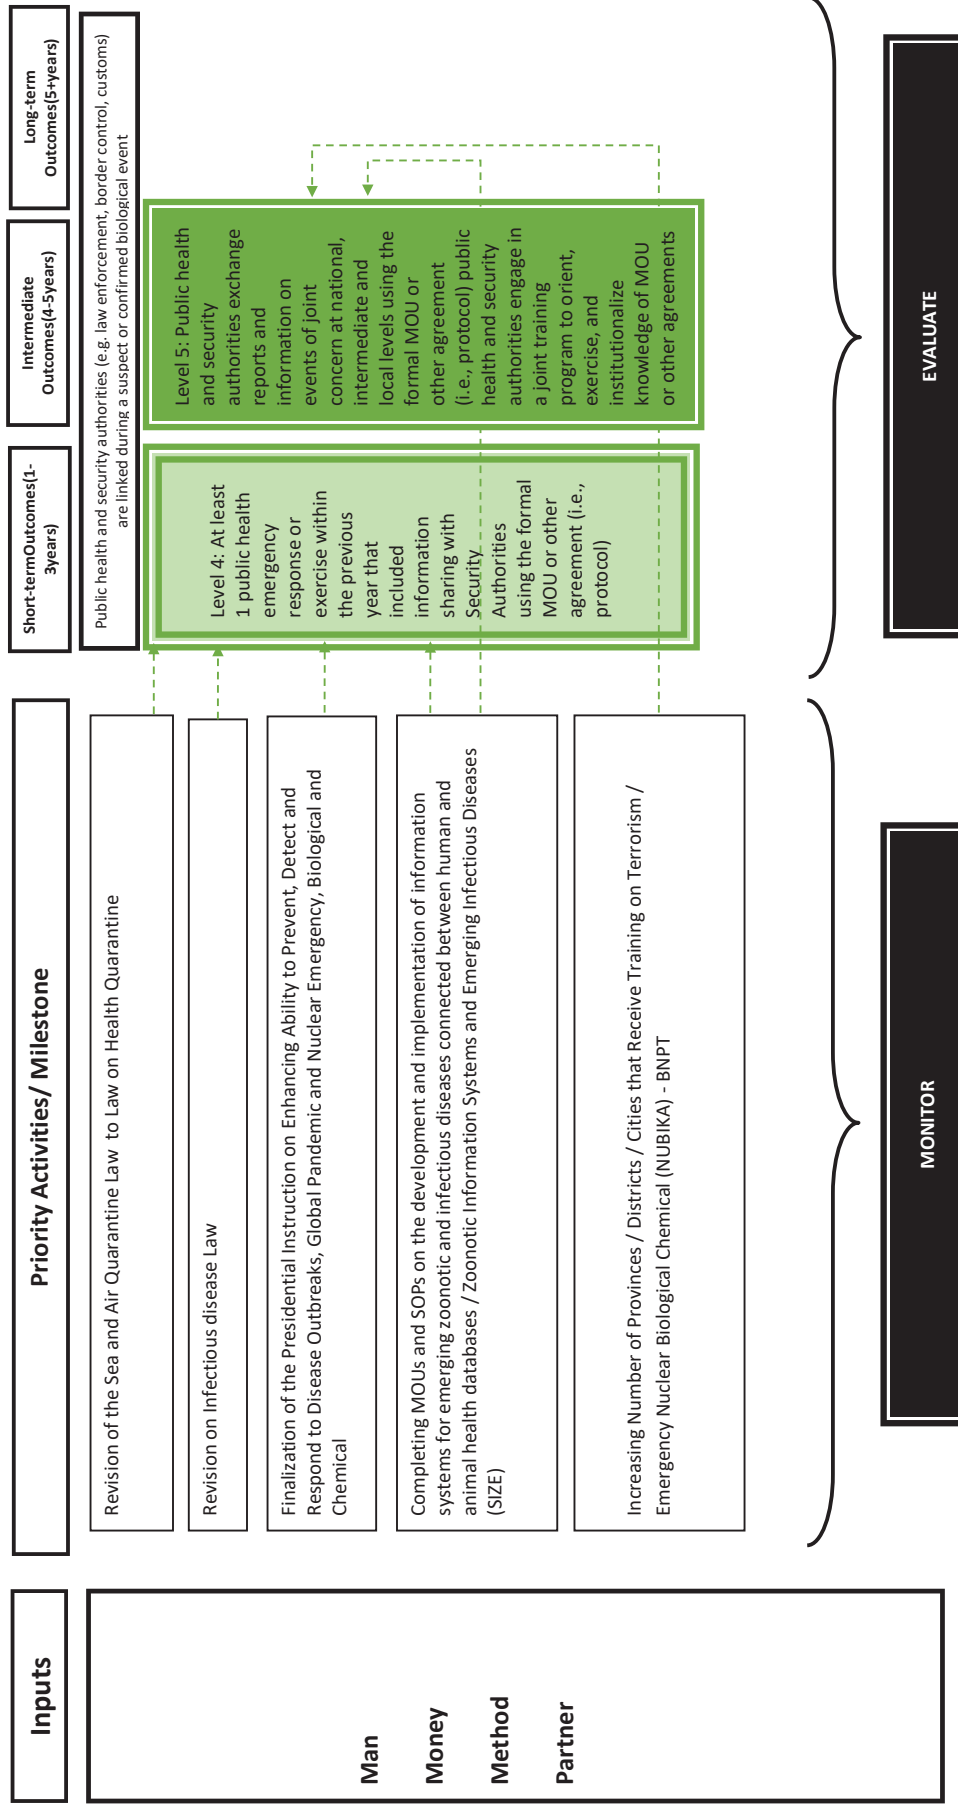 Inputs
Man
Money
Method
Partner
Priority Activities/ Milestone
Revision of the Sea and Air Quarantine Law to Law on Health Quarantine
Revision on Infectious disease Law
Finalization of the Presidential Instruction on Enhancing Ability to Prevent, Detect and
Respond to Disease Outbreaks, Global Pandemic and Nuclear Emergency, Biological and
Chemical
Completing MOUs and SOPs on the development and implementation of information
systems for emerging zoonotic and infectious diseases connected between human and
animal health databases / Zoonotic Information Systems and Emerging Infectious Diseases
(SIZE)
Increasing Number of Provinces / Districts / Cities that Receive Training on Terrorism /
Emergency Nuclear Biological Chemical (NUBIKA) - BNPT
MONITOR
Short-termOutcomes(1-
3years)
Intermediate
Outcomes(4-5years)
Long-term
Outcomes(5+years)
Public health and security authorities (e.g. law enforcement, border control, customs)
are linked during a suspect or confirmed biological event
Level 4: At least
1 public health
emergency
response or
exercise within
the previous
year that
included
information
sharing with
Security
Authorities
using the formal
MOU or other
agreement (i.e.,
protocol)
Level 5: Public health
and security
authorities exchange
reports and
information on
events of joint
concern at national,
intermediate and
local levels using the
formal MOU or
other agreement
(i.e., protocol) public
health and security
authorities engage in
a joint training
program to orient,
exercise, and
institutionalize
knowledge of MOU
or other agreements
EVALUATE